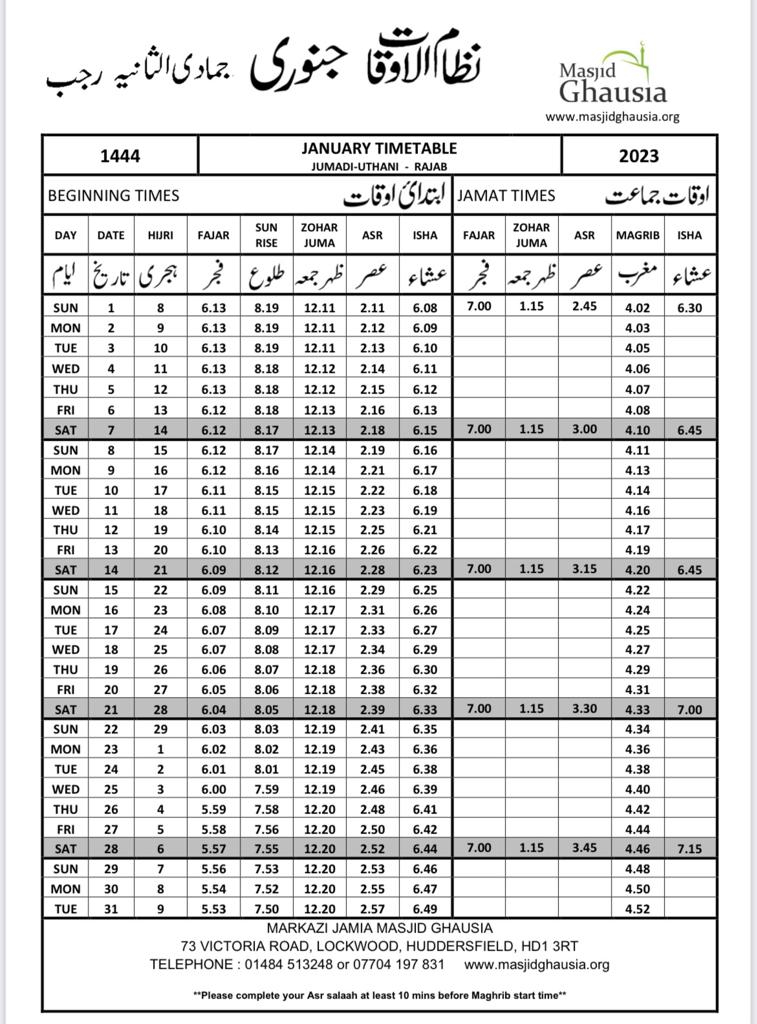 نظام الاوقات جنوری جمادی الثانیہ رجب
Masjid
Ghausia
www.masjidghausia.org
1444 JANUARY TIMETABLE 2023
JUMADI-UTHANI - RAJAB
BEGINNING TIMES ابتدائی اوقات JAMAT TIMES اوقات جماعت
DAY DATE HIJRI FAJAR SUN RISE ZOHAR JUMA ASR ISHA FAJAR ZOHAR JUMA ASR MAGRIB ISHA
ایام تاریخ ہجری فجر طلوع ظہر جمعہ عصر عشاء فجر ظہر جمعہ عصر مغرب عشاء
SUN 1 8 6.13 8.19 12.11 2.11 6.08 7.00 1.15 2.45 4.02 6.30
MON 2 9 6.13 8.19 12.11 2.12 6.09 4.03
TUE 3 10 6.13 8.19 12.11 2.13 6.10 4.05
WED 4 11 6.13 8.18 12.12 2.14 6.11 4.06
THU 5 12 6.13 8.18 12.12 2.15 6.12 4.07
FRI 6 13 6.12 8.18 12.13 2.16 6.13 4.08
SAT 7 14 6.12 8.17 12.13 2.18 6.15 7.00 1.15 3.00 4.10 6.45
SUN 8 15 6.12 8.17 12.14 2.19 6.16 4.11
MON 9 16 6.12 8.16 12.14 2.21 6.17 4.13
TUE 10 17 6.11 8.15 12.15 2.22 6.18 4.14
WED 11 18 6.11 8.15 12.15 2.23 6.19 4.16
THU 12 19 6.10 8.14 12.15 2.25 6.21 4.17
FRI 13 20 6.10 8.13 12.16 2.26 6.22 4.19
SAT 14 21 6.09 8.12 12.16 2.28 6.23 7.00 1.15 3.15 4.20 6.45
SUN 15 22 6.09 8.11 12.16 2.29 6.25 4.22
MON 16 23 6.08 8.10 12.17 2.31 6.26 4.24
TUE 17 24 6.07 8.09 12.17 2.33 6.27 4.25
WED 18 25 6.07 8.08 12.17 2.34 6.29 4.27
THU 19 26 6.06 8.07 12.18 2.36 6.30 4.29
FRI 20 27 6.05 8.06 12.18 2.38 6.32 4.31
SAT 21 28 6.04 8.05 12.18 2.39 6.33 7.00 1.15 3.30 4.33 7.00
SUN 22 29 6.03 8.03 12.19 2.41 6.35 4.34
MON 23 1 6.02 8.02 12.19 2.43 6.36 4.36
TUE 24 2 6.01 8.01 12.19 2.45 6.38 4.38
WED 25 3 6.00 7.59 12.19 2.46 6.39 4.40
THU 26 4 5.59 7.58 12.20 2.48 6.41 4.42
FRI 27 5 5.58 7.56 12.20 2.50 6.42 4.44
SAT 28 6 5.57 7.55 12.20 2.52 6.44 7.00 1.15 3.45 4.46 7.15
SUN 29 7 5.56 7.53 12.20 2.53 6.46 4.48
MON 30 8 5.54 7.52 12.20 2.55 6.47 4.50
TUE 31 9 5.53 7.50 12.20 2.57 6.49 4.52
MARKAZI JAMIA MASJID GHAUSIA
73 VICTORIA ROAD, LOCKWOOD, HUDDERSFIELD, HD1 3RT
TELEPHONE : 01484 513248 or 07704 197 831 www.masjidghausia.org
**Please complete your Asr salaah at least 10 mins before Maghrib start time**